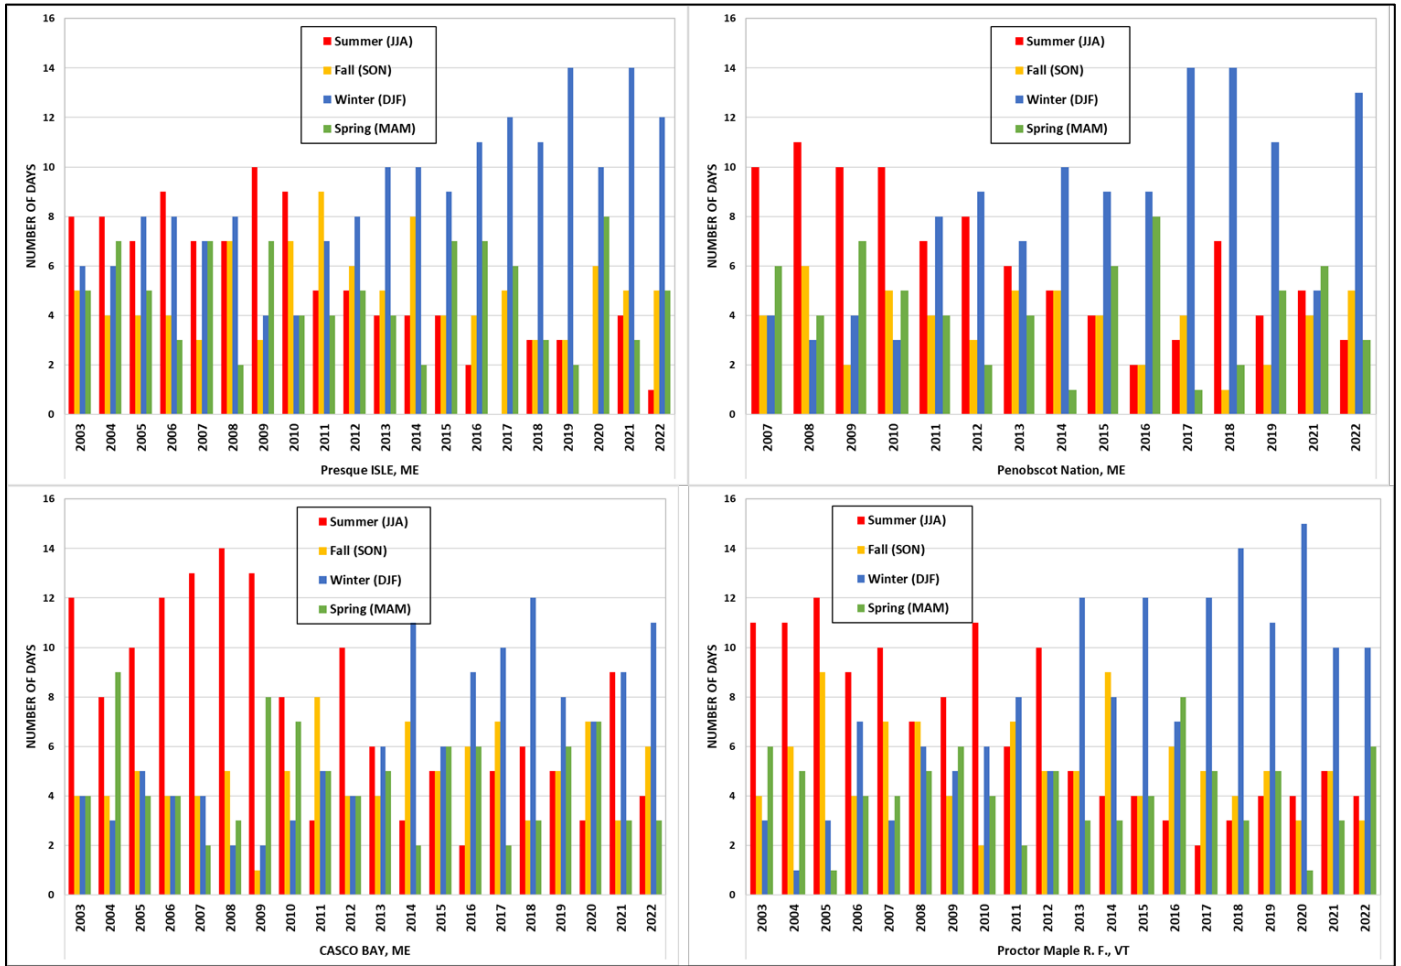 16
14
12
10
8
6
4
2
0
NUMBER OF DAYS
Summer (JJA)
Fall (SON)
Winter (DJF)
Spring (MAM)
2003 2004 2005 2006 2007 2008 2009 2010 2011 2012 2013 2014 2015 2016 2017 2018 2019 2020 2021 2022
Presque ISLE, ME
16
14
12
10
8
6
4
2
0
NUMBER OF DAYS
Summer (JJA)
Fall (SON)
Winter (DJF)
Spring (MAM)
2007 2008 2009 2010 2011 2012 2013 2014 2015 2016 2017 2018 2019 2021 2022
Penobscot Nation, ME
16
14
12
10
8
6
4
2
0
NUMBER OF DAYS
Summer (JJA)
Fall (SON)
Winter (DJF)
Spring (MAM)
2003 2004 2005 2006 2007 2008 2009 2010 2011 2012 2013 2014 2015 2016 2017 2018 2019 2020 2021 2022
CASCO BAY, ME
16
14
12
10
8
6
4
2
0
NUMBER OF DAYS
Summer (JJA)
Fall (SON)
Winter (DJF)
Spring (MAM)
2003 2004 2005 2006 2007 2008 2009 2010 2011 2012 2013 2014 2015 2016 2017 2018 2019 2020 2021 2022
Proctor Maple R. F., VT